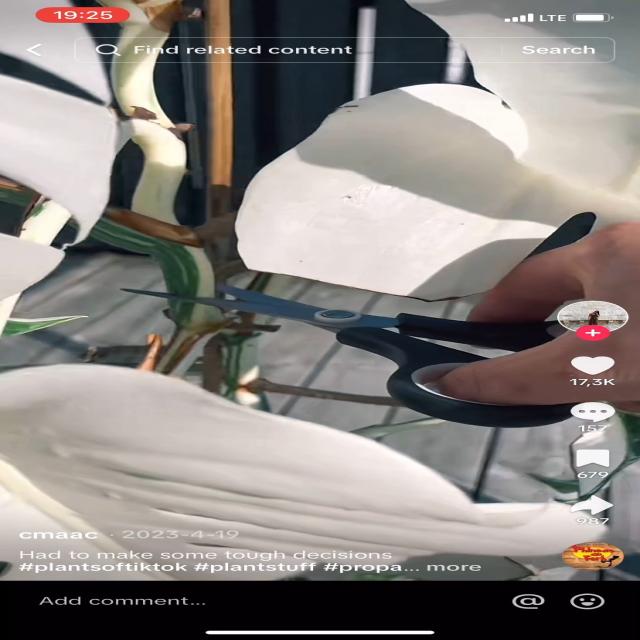 19:25
LTE
Find related content
Search
17,3K
157
679
987
cmaac · 2023-4-19
Had to make some tough decisions
#plantsoftiktok #plantstuff #propa... more
Add comment...